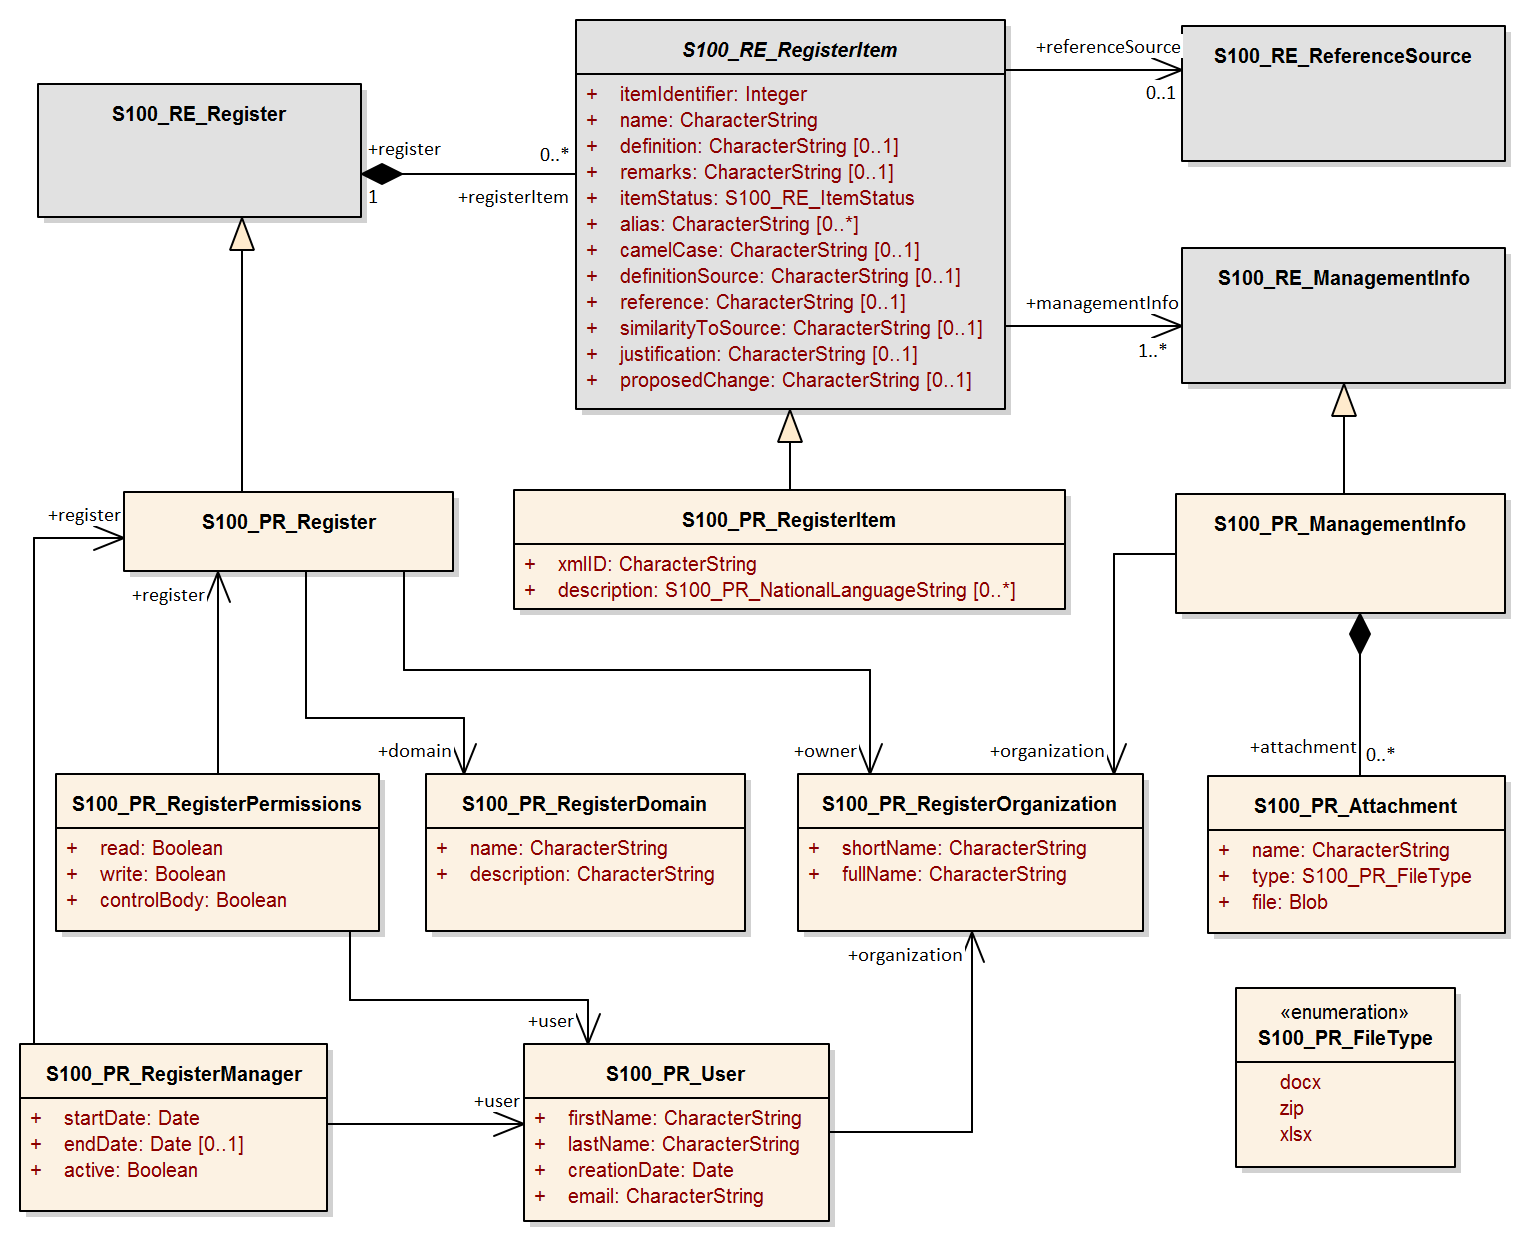 S100_RE_Register
+register
1
0..*
+registerItem
S100_RE_RegisterItem
+ itemIdentifier: Integer
+ name: CharacterString
+ definition: CharacterString [0..1]
+ remarks: CharacterString [0..1]
+ itemStatus: S100_RE_ItemStatus
+ alias: CharacterString [0..*]
+ camelCase: CharacterString [0..1]
+ definitionSource: CharacterString [0..1]
+ reference: CharacterString [0..1]
+ similarityToSource: CharacterString [0..1]
+ justification: CharacterString [0..1]
+ proposedChange: CharacterString [0..1]
+referenceSource
0..1
S100_RE_ReferenceSource
+managementInfo
1..*
S100_RE_ManagementInfo
+register
S100_PR_Register
+register
S100_PR_RegisterItem
+ xmlID: CharacterString
+ description: S100_PR_NationalLanguageString [0..*]
S100_PR_ManagementInfo
+domain
+owner
+organization
+attachment
0..*
S100_PR_RegisterPermissions
+ read: Boolean
+ write: Boolean
+ controlBody: Boolean
S100_PR_RegisterDomain
+ name: CharacterString
+ description: CharacterString
S100_PR_RegisterOrganization
+ shortName: CharacterString
+ fullName: CharacterString
S100_PR_Attachment
+ name: CharacterString
+ type: S100_PR_FileType
+ file: Blob
+organization
+user
S100_PR_RegisterManager
+ startDate: Date
+ endDate: Date [0..1]
+ active: Boolean
+user
S100_PR_User
+ firstName: CharacterString
+ lastName: CharacterString
+ creationDate: Date
+ email: CharacterString
«enumeration»
S100_PR_FileType
docx
zip
xlsx